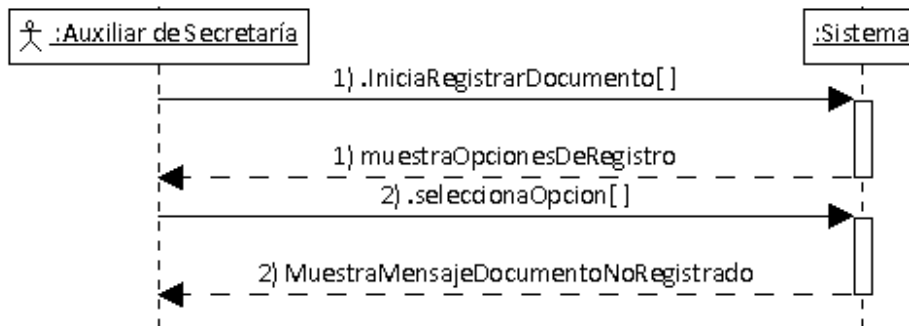 :Auxiliar de Secretaría
:Sistema
1) .IniciaRegistrarDocumento[ ]
1) muestraOpcionesDeRegistro
2) .seleccionaOpcion[ ]
2) MuestraMensajeDocumentoNoRegistrado